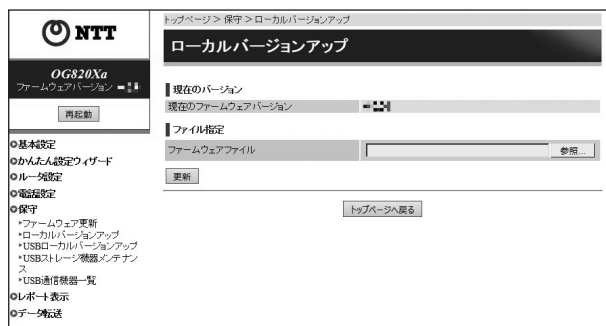 NTT
OG820Xa
ファームウェアバージョン
再起動
基本設定
かんたん設定ウィザード
ルータ設定
電話設定
保守
ファームウェア更新
ローカルバージョンアップ
USBローカルバージョンアップ
USBストレージ機器メンテナン
ス
USB通信機器一覧
レポート表示
データ転送
トップページ > 保守 > ローカルバージョンアップ
ローカルバージョンアップ
現在のバージョン
現在のファームウェアバージョン
ファイル指定
ファームウェアファイル
参照...
更新
トップページへ戻る